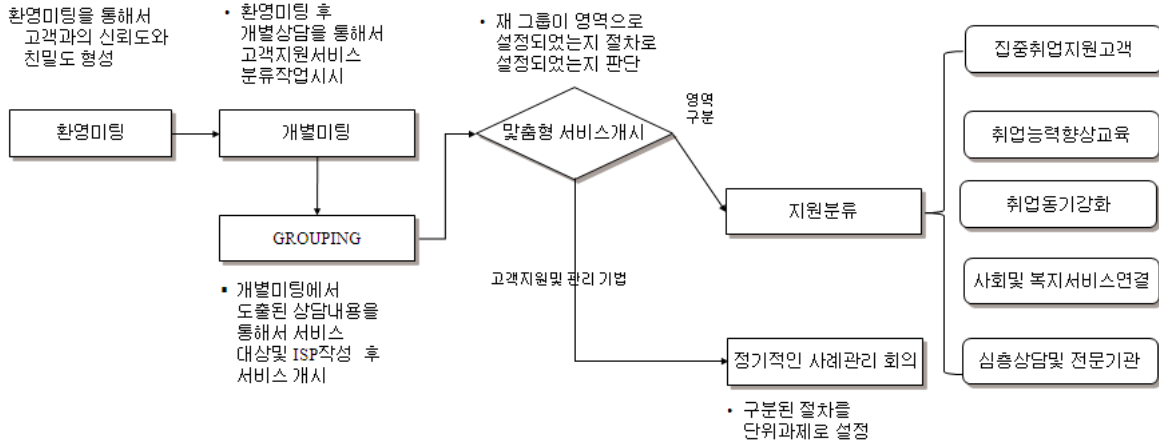 환영미팅을 통해서
고객과의 신뢰도와
친밀도 형성
• 환영미팅 후
개별상담을 통해서
고객지원서비스
분류작업시시
• 재 그룹이 영역으로
설정되었는지 절차로
설정되었는지 판단
환영미팅
개별미팅
맞춤형 서비스개시
영역
구분
GROUPING
▪ 개별미팅에서
도출된 상담내용을
통해서 서비스
대상및 ISP작성 후
서비스 개시
고객지원및 관리 기법
지원분류
정기적인 사례관리 회의
• 구분된 절차를
단위과제로 설정
집중취업지원고객
취업능력향상교육
취업동기강화
사회및 복지서비스연결
심층상담및 전문기관